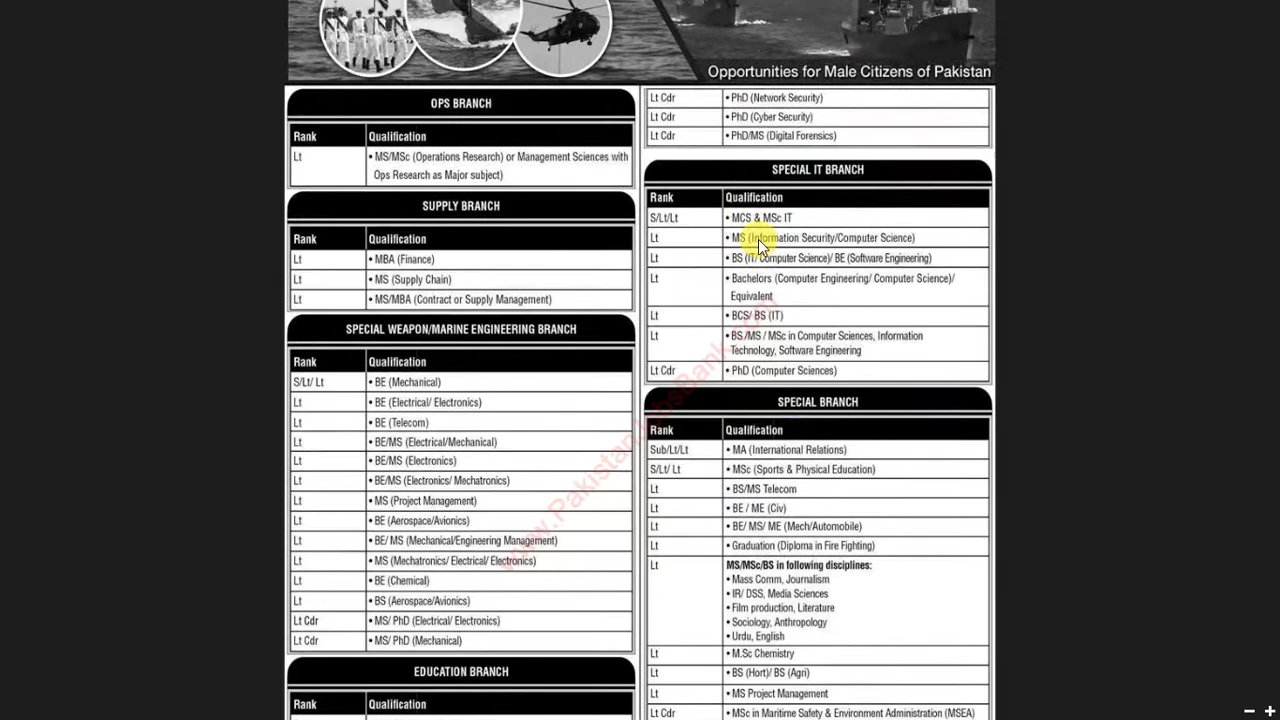 Opportunities for Male Citizens of Pakistan
OPS BRANCH
Rank Qualification
Lt • MS/MSc (Operations Research) or Management Sciences with
Ops Research as Major subject)
SUPPLY BRANCH
Rank Qualification
Lt • MBA (Finance)
Lt • MS (Supply Chain)
Lt • MS/MBA (Contract or Supply Management)
SPECIAL WEAPON/MARINE ENGINEERING BRANCH
Rank Qualification
S/Lt/ Lt • BE (Mechanical)
Lt • BE (Electrical/ Electronics)
Lt • BE (Telecom)
Lt • BE/MS (Electrical/Mechanical)
Lt • BE/MS (Electronics)
Lt • BE/MS (Electronics/ Mechatronics)
Lt • MS (Project Management)
Lt • BE (Aerospace/Avionics)
Lt • BE/ MS (Mechanical/Engineering Management)
Lt • MS (Mechatronics/ Electrical/ Electronics)
Lt • BE (Chemical)
Lt • BS (Aerospace/Avionics)
Lt Cdr • MS/ PhD (Electrical/ Electronics)
Lt Cdr • MS/ PhD (Mechanical)
EDUCATION BRANCH
Rank Qualification
Lt Cdr • PhD (Network Security)
Lt Cdr • PhD (Cyber Security)
Lt Cdr • PhD/MS (Digital Forensics)
SPECIAL IT BRANCH
Rank Qualification
S/Lt/Lt • MCS & MSc IT
Lt • MS (Information Security/Computer Science)
Lt • BS (IT/ Computer Science)/ BE (Software Engineering)
Lt • Bachelors (Computer Engineering/ Computer Science)/
Equivalent
Lt • BCS/ BS (IT)
Lt • BS /MS / MSc in Computer Sciences, Information
Technology, Software Engineering
Lt Cdr • PhD (Computer Sciences)
SPECIAL BRANCH
Rank Qualification
Sub/Lt/Lt • MA (International Relations)
S/Lt/ Lt • MSc (Sports & Physical Education)
Lt • BS/MS Telecom
Lt • BE / ME (Civ)
Lt • BE/ MS/ ME (Mech/Automobile)
Lt • Graduation (Diploma in Fire Fighting)
Lt MS/MSc/BS in following disciplines:
• Mass Comm, Journalism
• IR/ DSS, Media Sciences
• Film production, Literature
• Sociology, Anthropology
• Urdu, English
Lt • M.Sc Chemistry
Lt • BS (Hort)/ BS (Agri)
Lt • MS Project Management
Lt Cdr • MSc in Maritime Safety & Environment Administration (MSEA)
www.PakistanJobsBank.com